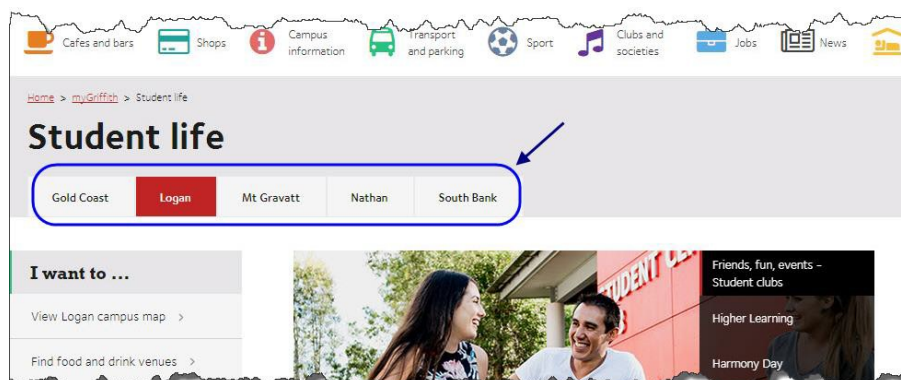 Cafes and bars
Shops
Campus
information
Transport
and parking
Sport
Clubs and
societies
Jobs
News
Home > myGriffith > Student life
Student life
Gold Coast
Logan
Mt Gravatt
Nathan
South Bank
I want to ...
View Logan campus map >
Find food and drink venues >
STUDENT
Friends, fun, events –
Student clubs
Higher Learning
Harmony Day